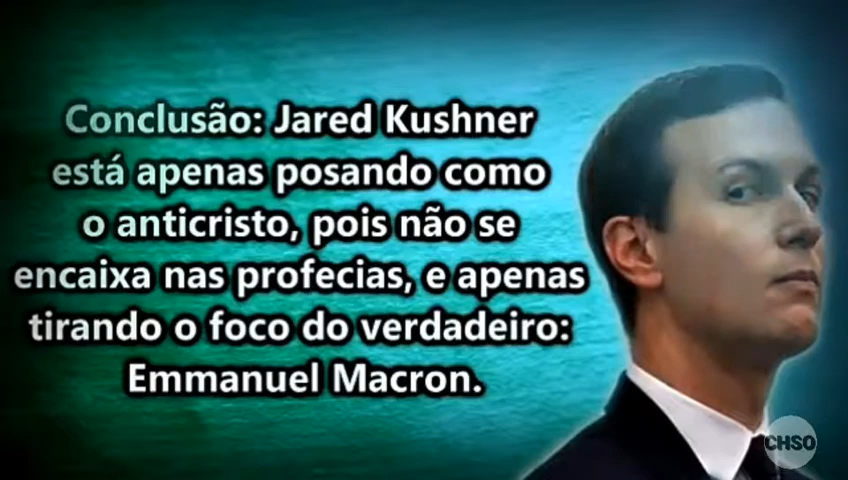 Conclusão: Jared Kushner
está apenas posando como
o anticristo, pois não se
encaixa nas profecias, e apenas
tirando o foco do verdadeiro:
Emmanuel Macron.
CHSO